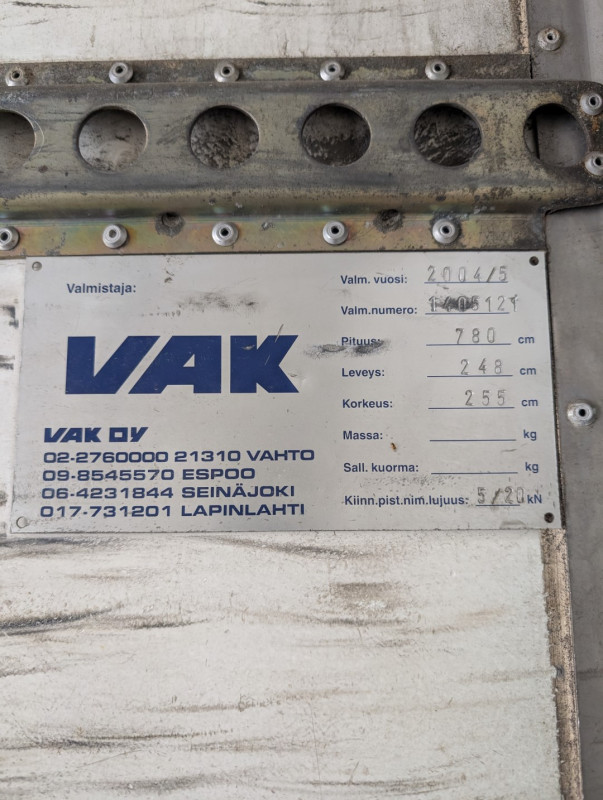 Valmistaja:
VAK
VAK OY
02-2760000 21310 VAHTO
09-8545570 ESPOO
06-4231844 SEINÄJOKI
017-731201 LAPINLAHTI
Valm. vuosi: 2004/5
Valm.numero:
Pituus: 780 cm
Leveys: 248 cm
Korkeus: 255 cm
Massa: kg
Sall. kuorma: kg
Kiinn.pist.nim.lujuus: 5/20 kN